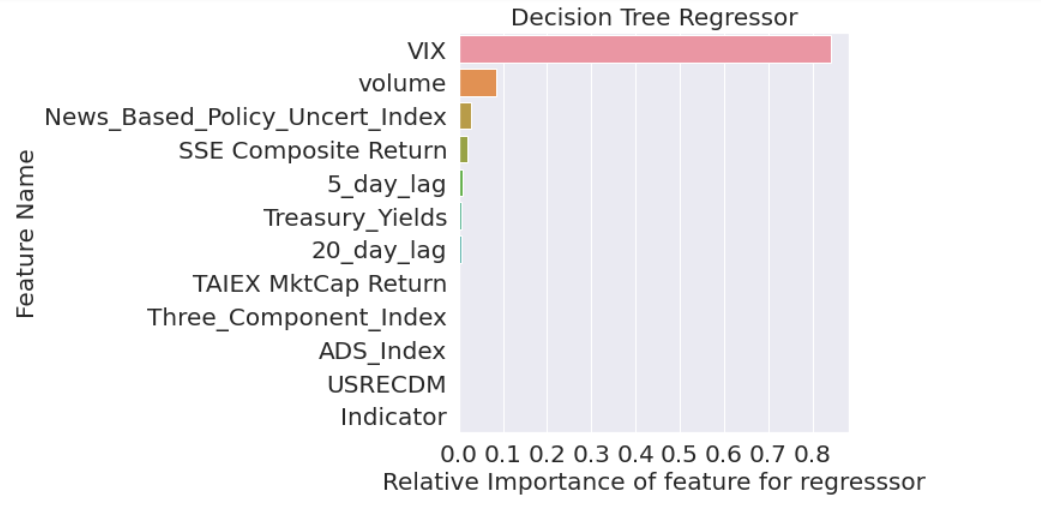 Decision Tree Regressor
VIX
volume
News_Based_Policy_Uncert_Index
SSE Composite Return
5_day_lag
Treasury_Yields
20_day_lag
TAIEX MktCap Return
Three_Component_Index
ADS_Index
USRECDM
Indicator
Feature Name
0.0 0.1 0.2 0.3 0.4 0.5 0.6 0.7 0.8
Relative Importance of feature for regresssor